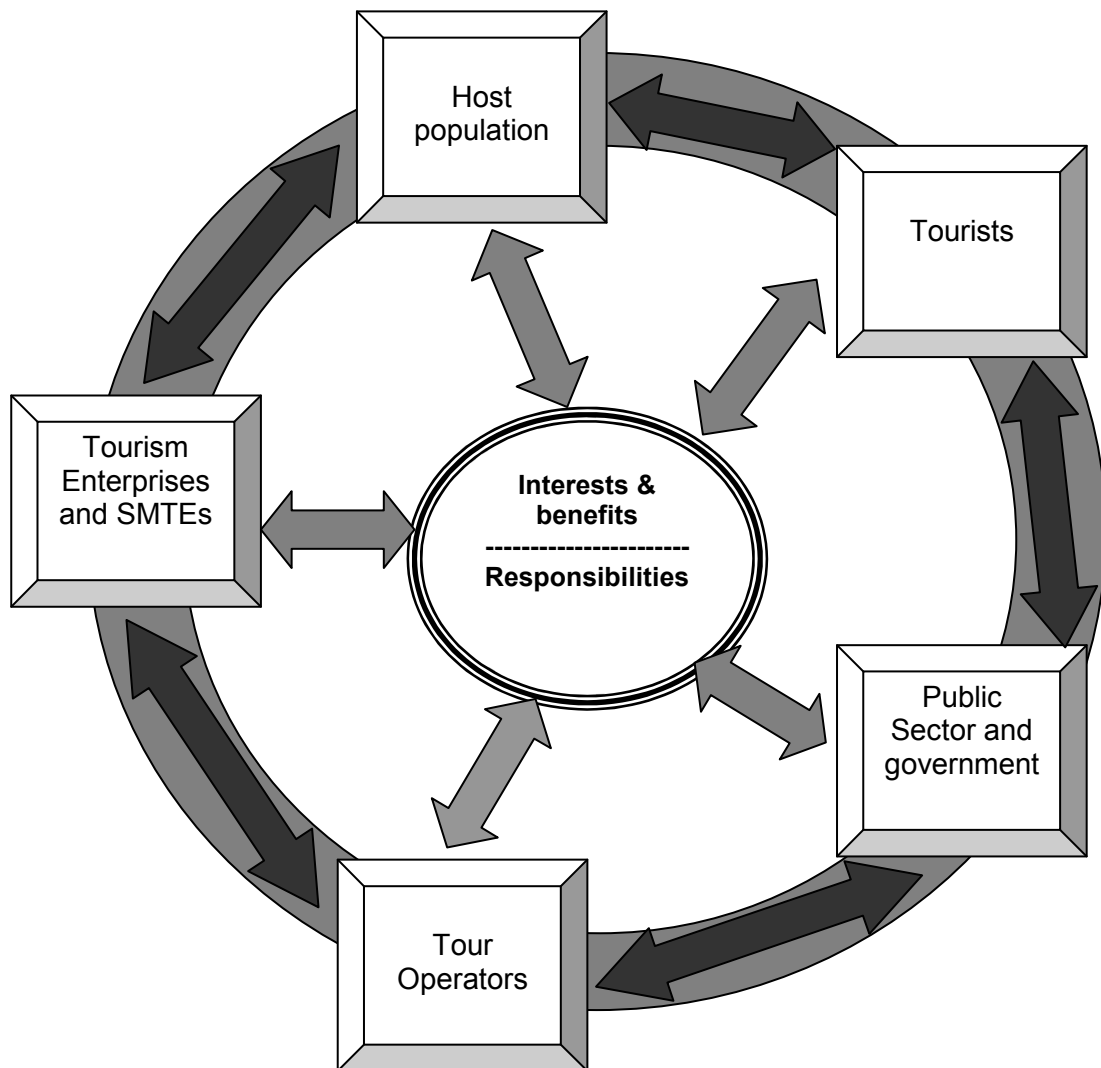 Host
population
Tourists
Tourism
Enterprises
and SMTEs
Interests &
benefits
-----------------------
Responsibilities
Public
Sector and
government
Tour
Operators